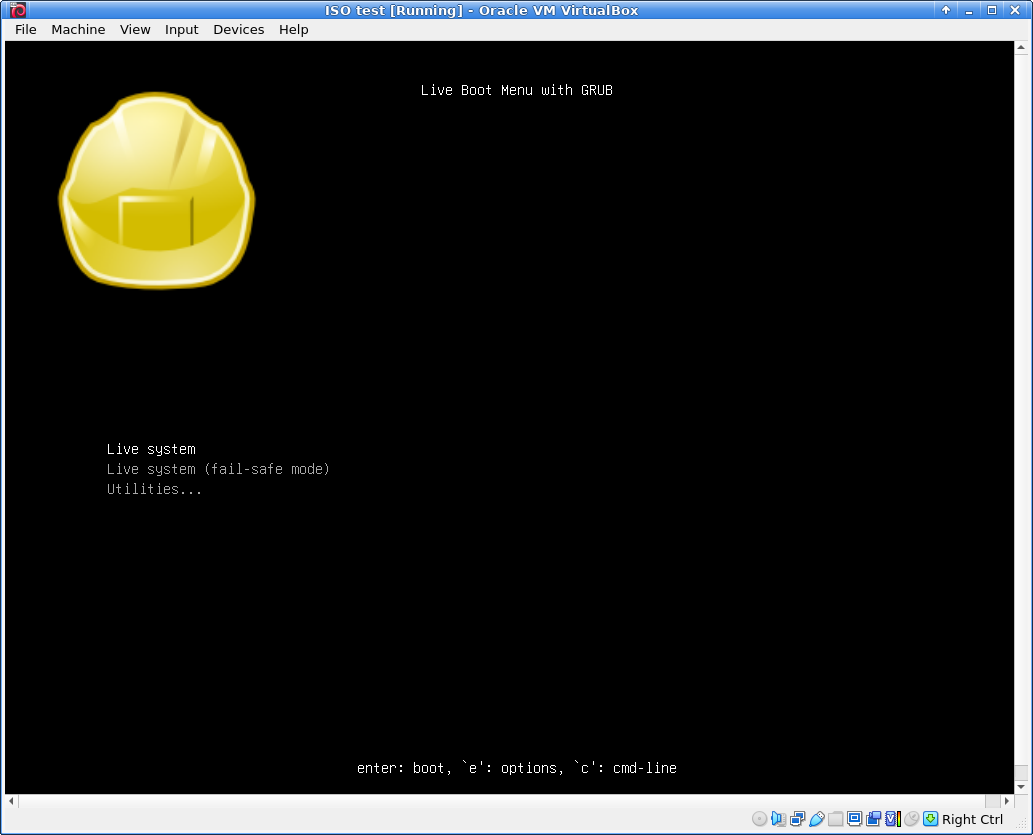 ISO test [Running] - Oracle VM VirtualBox
File Machine View Input Devices Help
Live Boot Menu with GRUB
Live system
Live system (fail-safe mode)
Utilities...
enter: boot, `e': options, `c': cmd-line
Right Ctrl